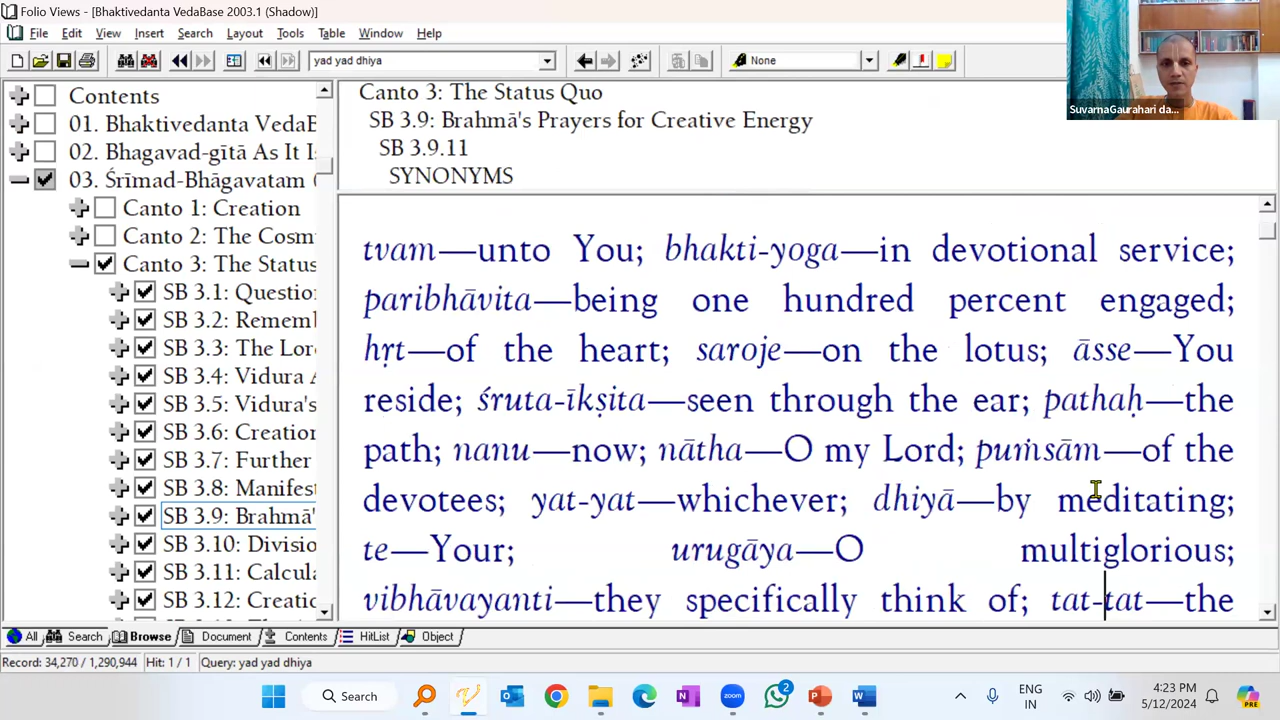 Folio Views - [Bhaktivedanta VedaBase 2003.1 (Shadow)]
File Edit View Insert Search Layout Tools Table Window Help
yad yad dhiya
None
SuvarnaGaurahari da...
Contents
01. Bhaktivedanta VedaB
02. Bhagavad-gītā As It Is
03. Śrīmad-Bhāgavatam (
Canto 1: Creation
Canto 2: The Cosm
Canto 3: The Status
SB 3.1: Question
SB 3.2: Rememb
SB 3.3: The Lor
SB 3.4: Vidura A
SB 3.5: Vidura's
SB 3.6: Creation
SB 3.7: Further
SB 3.8: Manifest
SB 3.9: Brahmā'
SB 3.10: Division
SB 3.11: Calcula
SB 3.12: Creatio
Canto 3: The Status Quo
SB 3.9: Brahmā's Prayers for Creative Energy
SB 3.9.11
SYNONYMS
tvam—unto You; bhakti-yoga—in devotional service;
paribhāvita—being one hundred percent engaged;
hṛt—of the heart; saroje—on the lotus; āsse—You
reside; śruta-īkṣita—seen through the ear; pathaḥ—the
path; nanu—now; nātha—O my Lord; puṁsām—of the
devotees; yat-yat—whichever; dhiyā—by meditating;
te—Your; urugāya—O multiglorious;
vibhāvayanti—they specifically think of; tat-tat—the
All Search Browse Document Contents HitList Object
Record: 34,270 / 1,290,944 Hit: 1 / 1 Query: yad yad dhiya
Search
2
ENG
IN
4:23 PM
5/12/2024
PRE